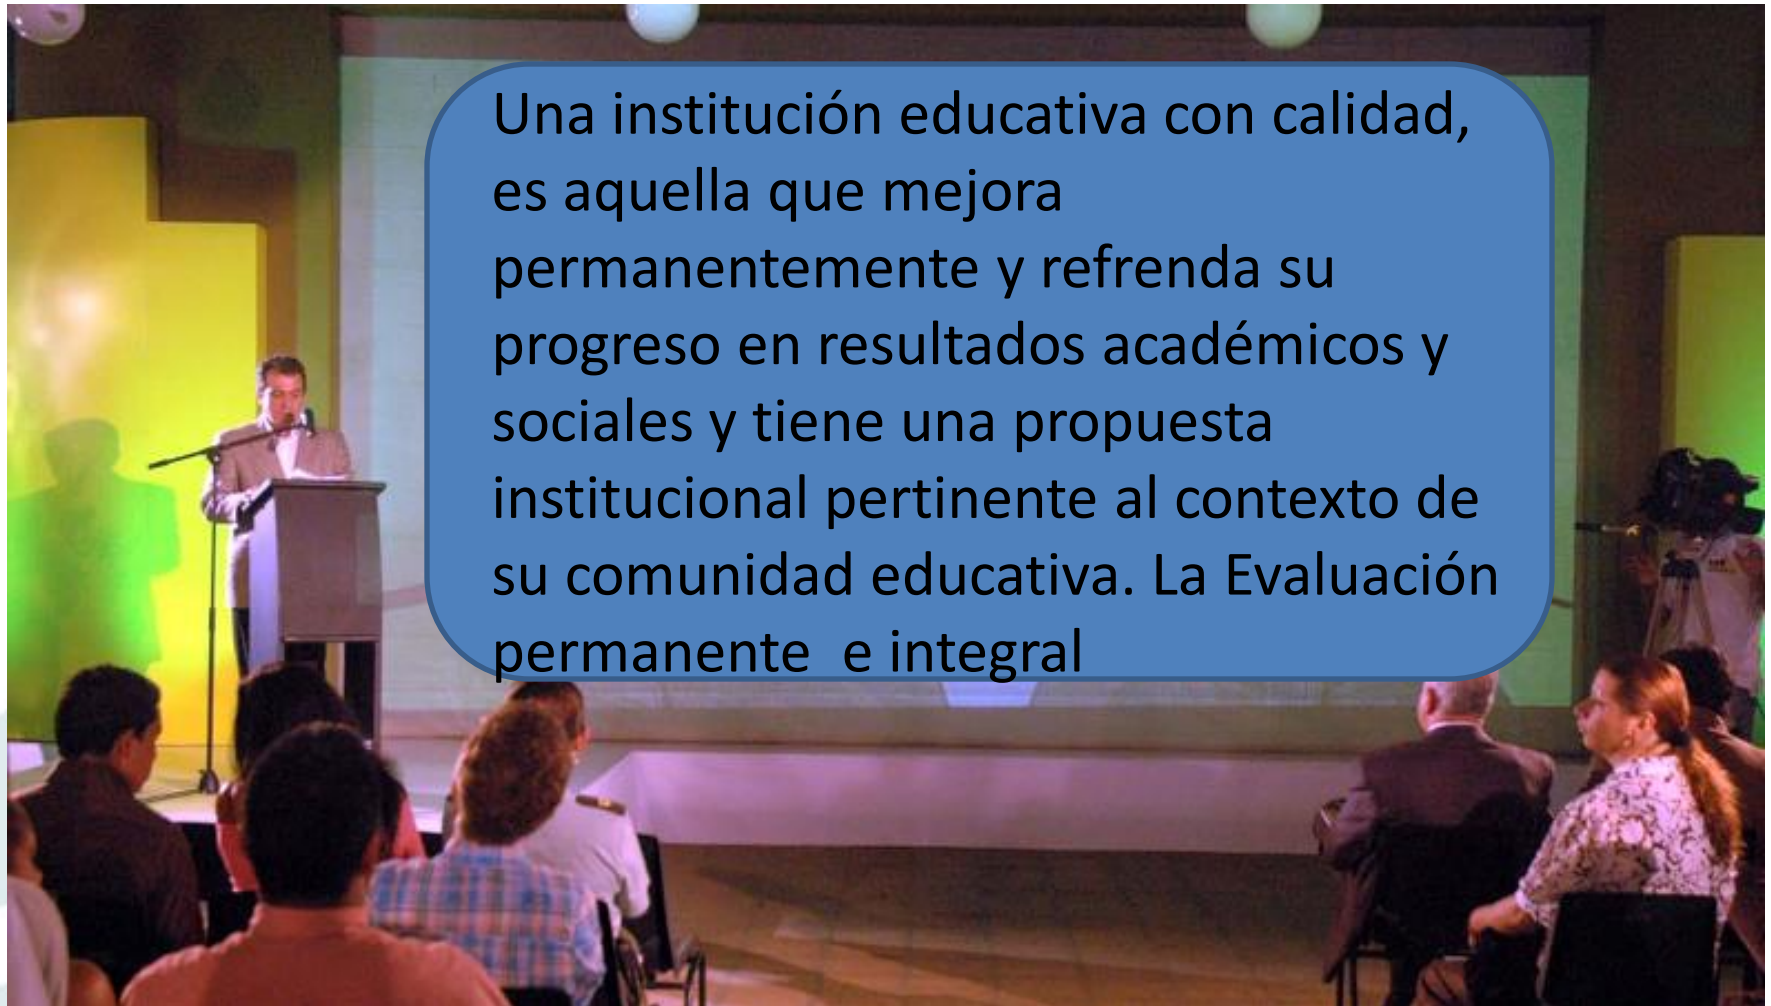 Una institución educativa con calidad,
es aquella que mejora
permanentemente y refrenda su
progreso en resultados académicos y
sociales y tiene una propuesta
institucional pertinente al contexto de
su comunidad educativa. La Evaluación
permanente  e integral